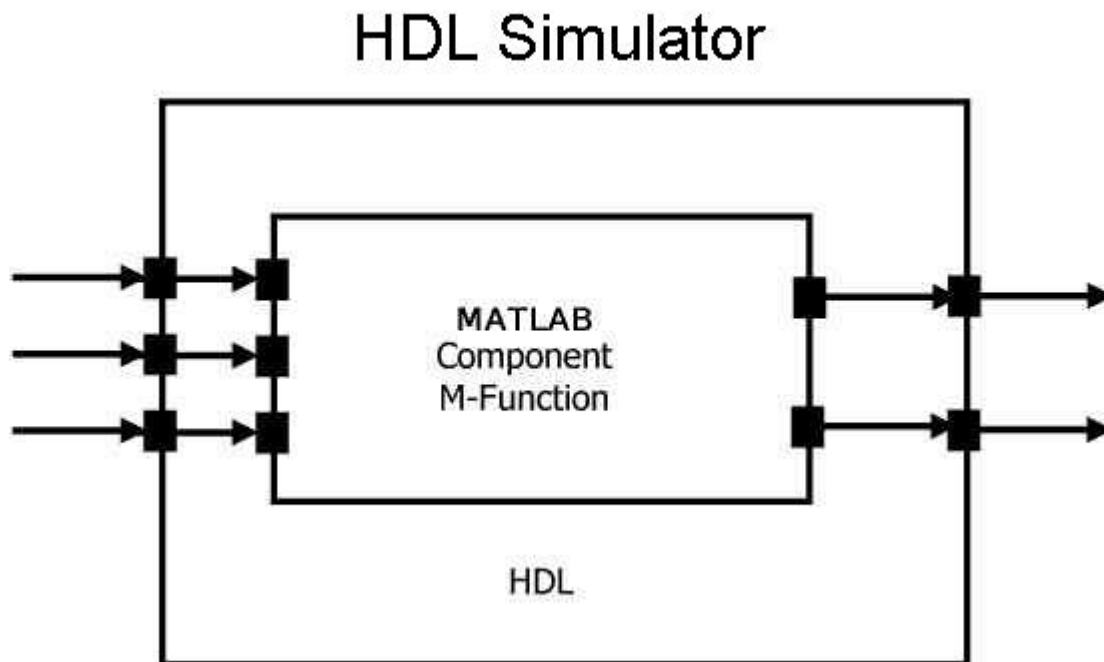 HDL Simulator
MATLAB
Component
M-Function
HDL